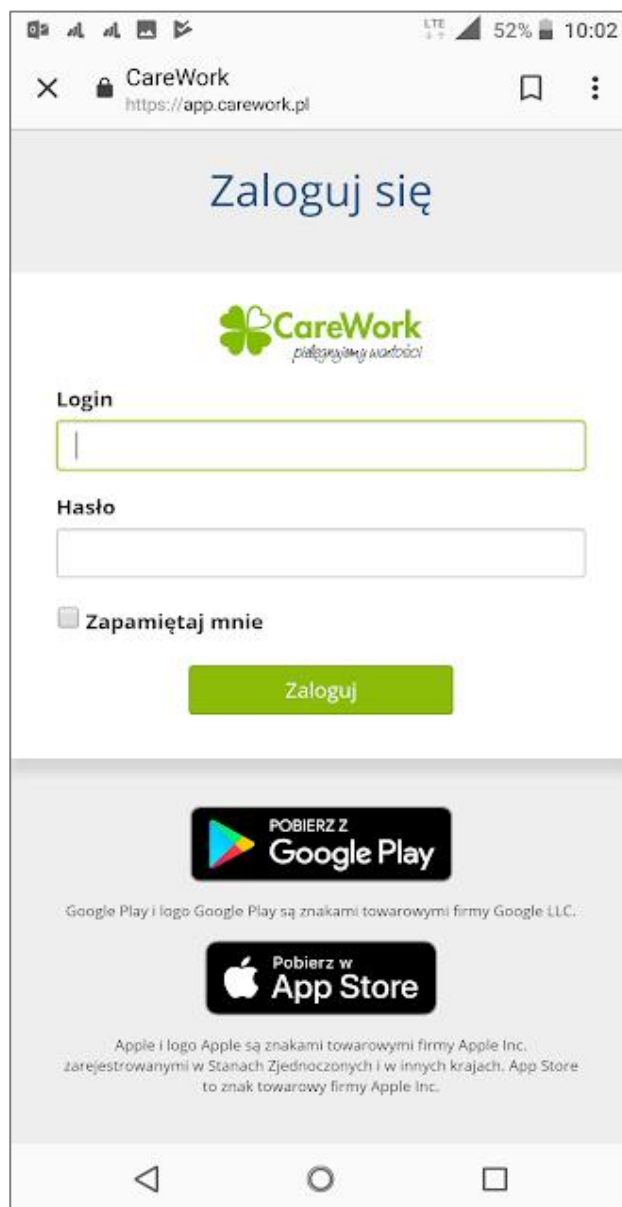 LTE 52% 10:02
CareWork
https://app.carework.pl
Zaloguj się
CareWork
pielęgnujemy wartości
Login
Hasło
Zapamiętaj mnie
Zaloguj
POBIERZ Z
Google Play
Google Play i logo Google Play są znakami towarowymi firmy Google LLC.
Pobierz w
App Store
Apple i logo Apple są znakami towarowymi firmy Apple Inc.
zarejestrowanymi w Stanach Zjednoczonych i w innych krajach. App Store
to znak towarowy firmy Apple Inc.